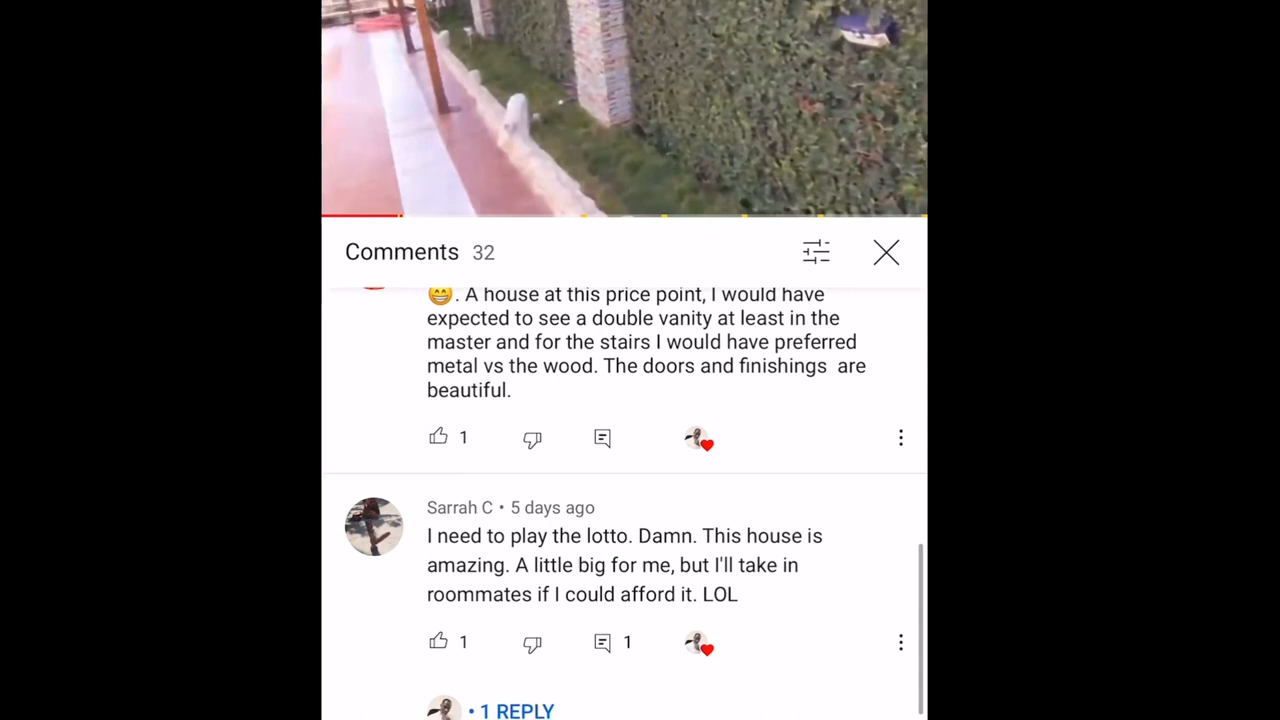 Comments 32
😁. A house at this price point, I would have
expected to see a double vanity at least in the
master and for the stairs I would have preferred
metal vs the wood. The doors and finishings are
beautiful.
1
Sarrah C • 5 days ago
I need to play the lotto. Damn. This house is
amazing. A little big for me, but I'll take in
roommates if I could afford it. LOL
1 1
• 1 REPLY